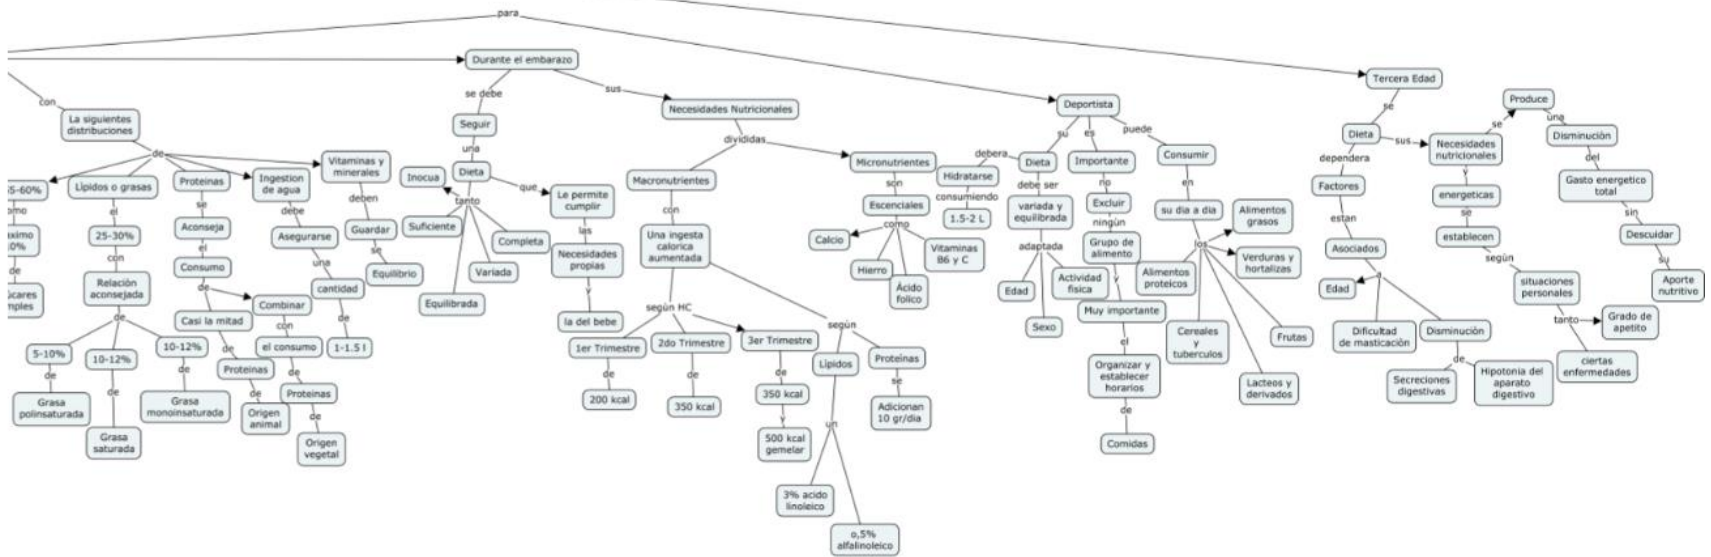 para
Durante el embarazo
Tercera Edad
con
se debe
sus
Necesidades Nutricionales
Deportista
se
Produce
La siguientes
distribuciones
Seguir
divididas
su
es
puede
Dieta
sus
Necesidades
nutricionales
se
una
Disminución
de
una
Dieta
Macronutrientes
Micronutrientes
debera
Dieta
Importante
Consumir
dependera
y
del
55-60%
Lípidos o grasas
Proteinas
Ingestion
de agua
Vitaminas y
minerales
Inocua
tanto
que
Le permite
cumplir
con
son
Hidratarse
debe ser
no
en
Factores
energeticas
Gasto energetico
total
el
se
debe
deben
Suficiente
Completa
las
Una ingesta
calorica
aumentada
Escenciales
consumiendo
1.5-2 L
variada y
equilibrada
Excluir
su dia a dia
Alimentos
grasos
estan
se
sin
25-30%
Aconseja
Asegurarse
Guardar
Equilibrada
Variada
Necesidades
propias
como
Calcio
Hierro
Ácido
folico
Vitaminas
B6 y C
adaptada
ningún
los
Verduras y
hortalizas
Asociados
establecen
Descuidar
10%
de
con
el
una
se
Equilibrio
y
la del bebe
Edad
Sexo
Actividad
física
Grupo de
alimento
y
Alimentos
proteicos
Cereales
y
tuberculos
Lacteos y
derivados
Frutas
a
Edad
según
su
Aporte
nutritivo
Relación
aconsejada
Consumo
cantidad
según HC
según
Muy importante
Dificultad
de masticación
Disminución
situaciones
personales
de
de
Combinar
de
1er Trimestre
2do Trimestre
3er Trimestre
Lípidos
Proteínas
el
de
tanto
Grado de
apetito
5-10%
10-12%
10-12%
Casi la mitad
con
el consumo
1-1.5 l
de
de
de
un
se
Organizar y
establecer
horarios
Secreciones
digestivas
Hipotonia del
aparato
digestivo
ciertas
enfermedades
de
de
de
de
de
200 kcal
350 kcal
350 kcal
Adicionan
10 gr/dia
de
Grasa
polinsaturada
Grasa
saturada
Grasa
monoinsaturada
Proteinas
Proteinas
y
500 kcal
gemelar
Comidas
de
Origen
animal
de
Origen
vegetal
3% acido
linoleico
o,5%
alfalinoleico